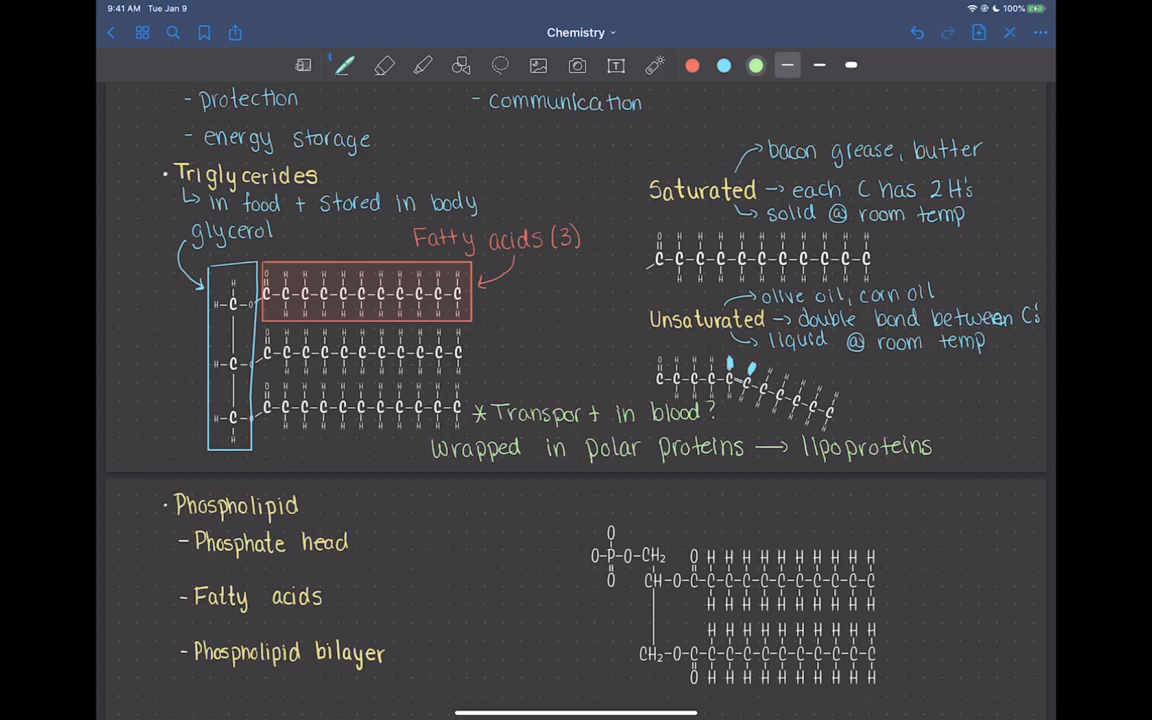 9:41 AM Tue Jan 9
100%
Chemistry
- protection
- communication
- energy storage
• Triglycerides
↳ in food + stored in body
glycerol
Fatty acids (3)
→ bacon grease, butter
Saturated → each C has 2 H's
↳ solid @ room temp
→ olive oil, corn oil
Unsaturated → double bond between C's
↳ liquid @ room temp
* Transport in blood?
Wrapped in polar proteins → lipoproteins
• Phospholipid
- Phosphate head
- Fatty acids
- Phospholipid bilayer
O
O-P-O-CH2 O H H H H H H H H H
O CH-O-C-C-C-C-C-C-C-C-C-C
H H H H H H H H H
H H H H H H H H H
CH2-O-C-C-C-C-C-C-C-C-C-C
O H H H H H H H H H